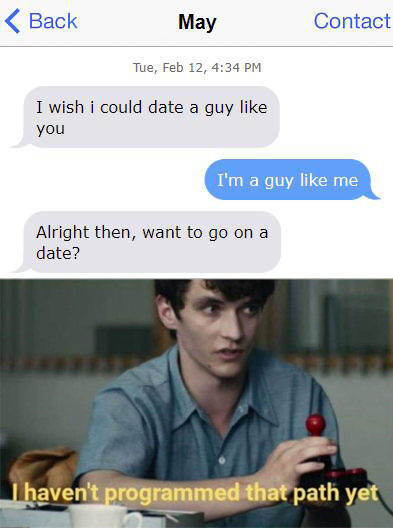 Back May Contact
Tue, Feb 12, 4:34 PM
I wish i could date a guy like
you
I'm a guy like me
Alright then, want to go on a
date?
I haven't programmed that path yet